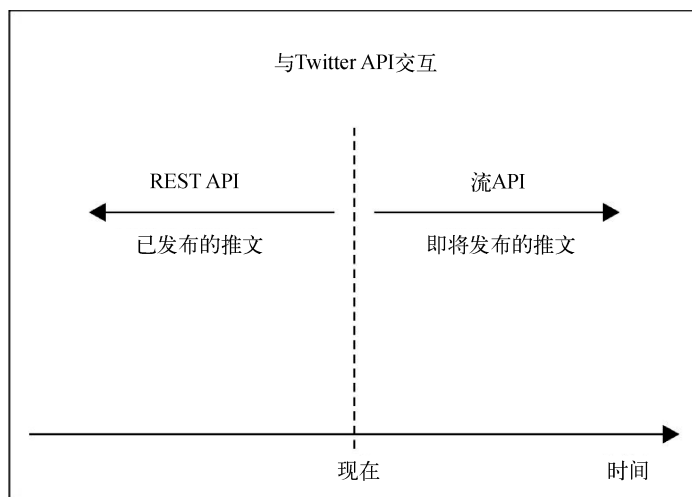 与Twitter API交互
REST API
流API
已发布的推文
即将发布的推文
现在
时间